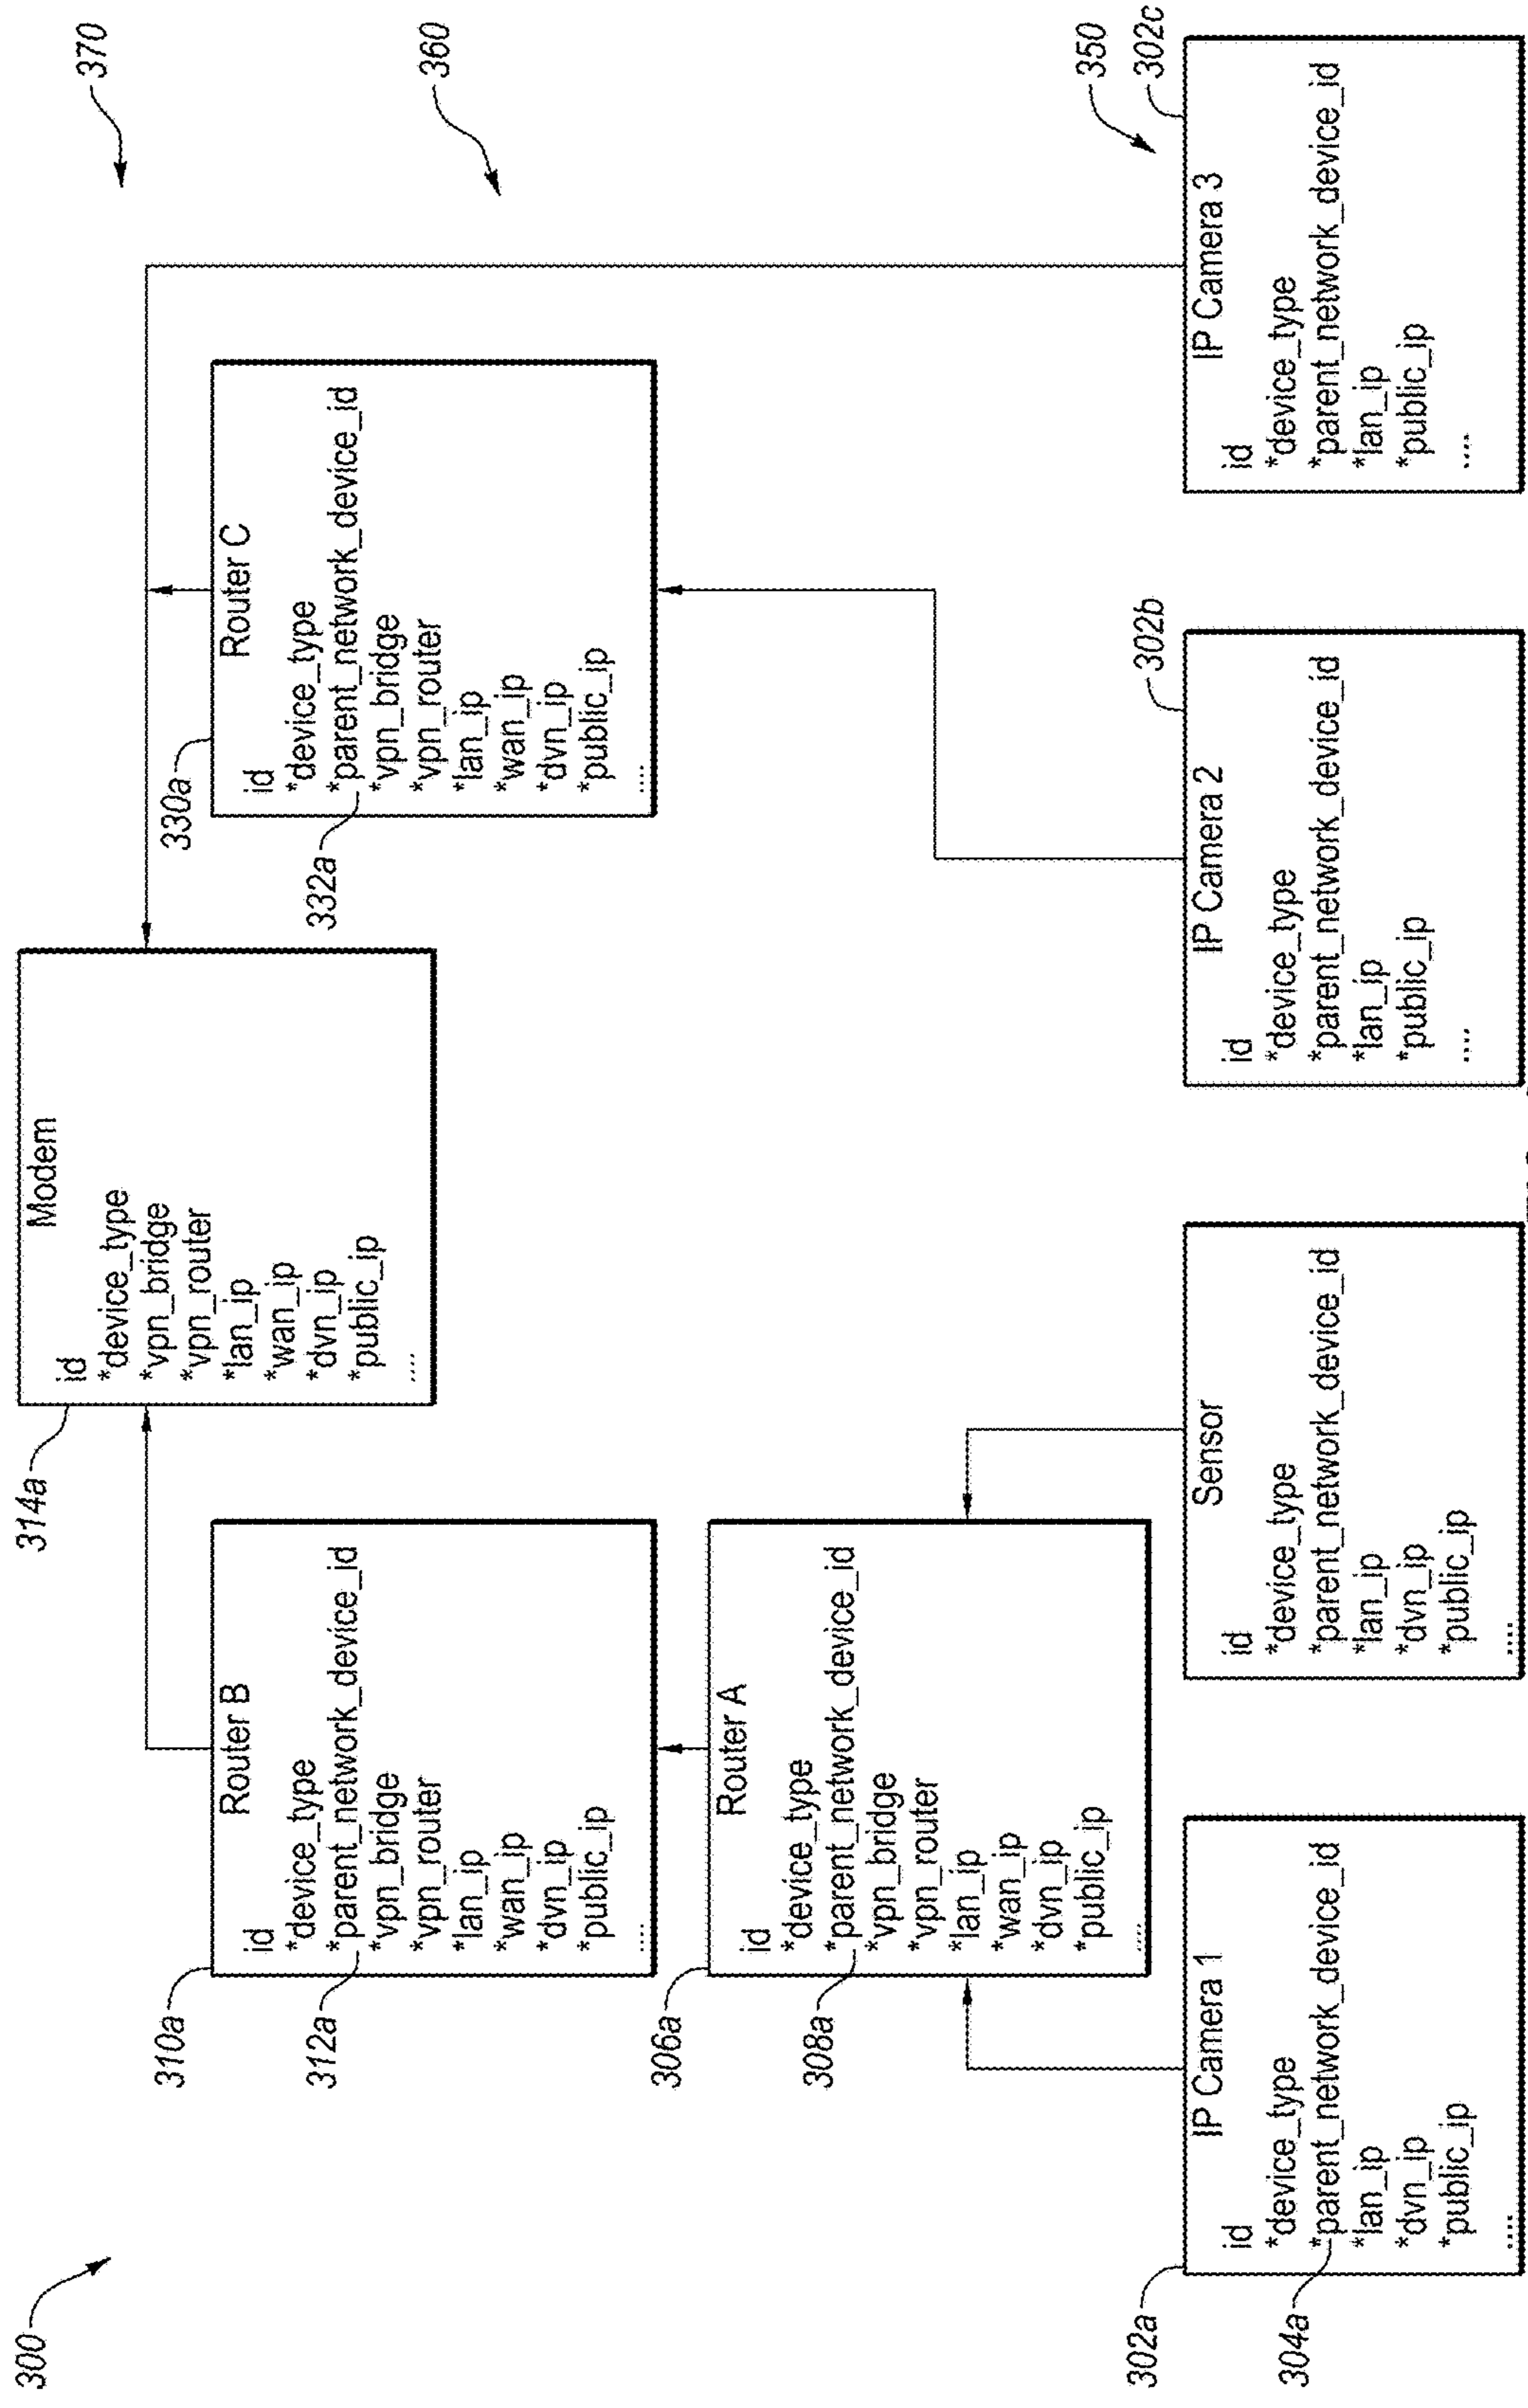 300
370
314a
Modem
id
*device_type
*vpn_bridge
*vpn_router
*lan_ip
*wan_ip
*dvn_ip
*public_ip
....
310a
Router B
id
*device_type
312a
*parent_network_device_id
*vpn_bridge
*vpn_router
*lan_ip
*wan_ip
*dvn_ip
*public_ip
....
330a
Router C
id
*device_type
332a
*parent_network_device_id
*vpn_bridge
*vpn_router
*lan_ip
*wan_ip
*dvn_ip
*public_ip
....
360
306a
Router A
id
*device_type
308a
*parent_network_device_id
*vpn_bridge
*vpn_router
*lan_ip
*wan_ip
*dvn_ip
*public_ip
....
350
302a
IP Camera 1
id
*device_type
304a
*parent_network_device_id
*lan_ip
*dvn_ip
*public_ip
....
Sensor
id
*device_type
*parent_network_device_id
*lan_ip
*dvn_ip
*public_ip
....
302b
IP Camera 2
id
*device_type
*parent_network_device_id
*lan_ip
*public_ip
....
302c
IP Camera 3
id
*device_type
*parent_network_device_id
*lan_ip
*public_ip
....